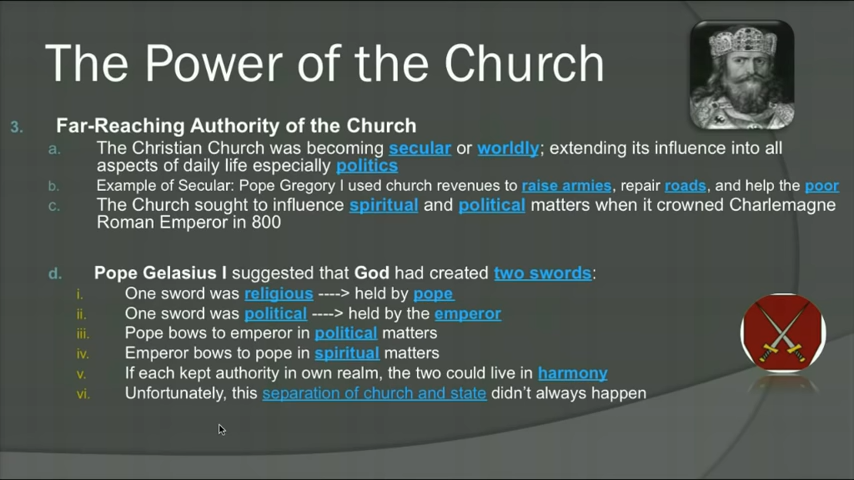 The Power of the Church
3. Far-Reaching Authority of the Church
a. The Christian Church was becoming secular or worldly; extending its influence into all
aspects of daily life especially politics
b. Example of Secular: Pope Gregory I used church revenues to raise armies, repair roads, and help the poor
c. The Church sought to influence spiritual and political matters when it crowned Charlemagne
Roman Emperor in 800
d. Pope Gelasius I suggested that God had created two swords:
i. One sword was religious ----> held by pope
ii. One sword was political ----> held by the emperor
iii. Pope bows to emperor in political matters
iv. Emperor bows to pope in spiritual matters
v. If each kept authority in own realm, the two could live in harmony
vi. Unfortunately, this separation of church and state didn't always happen